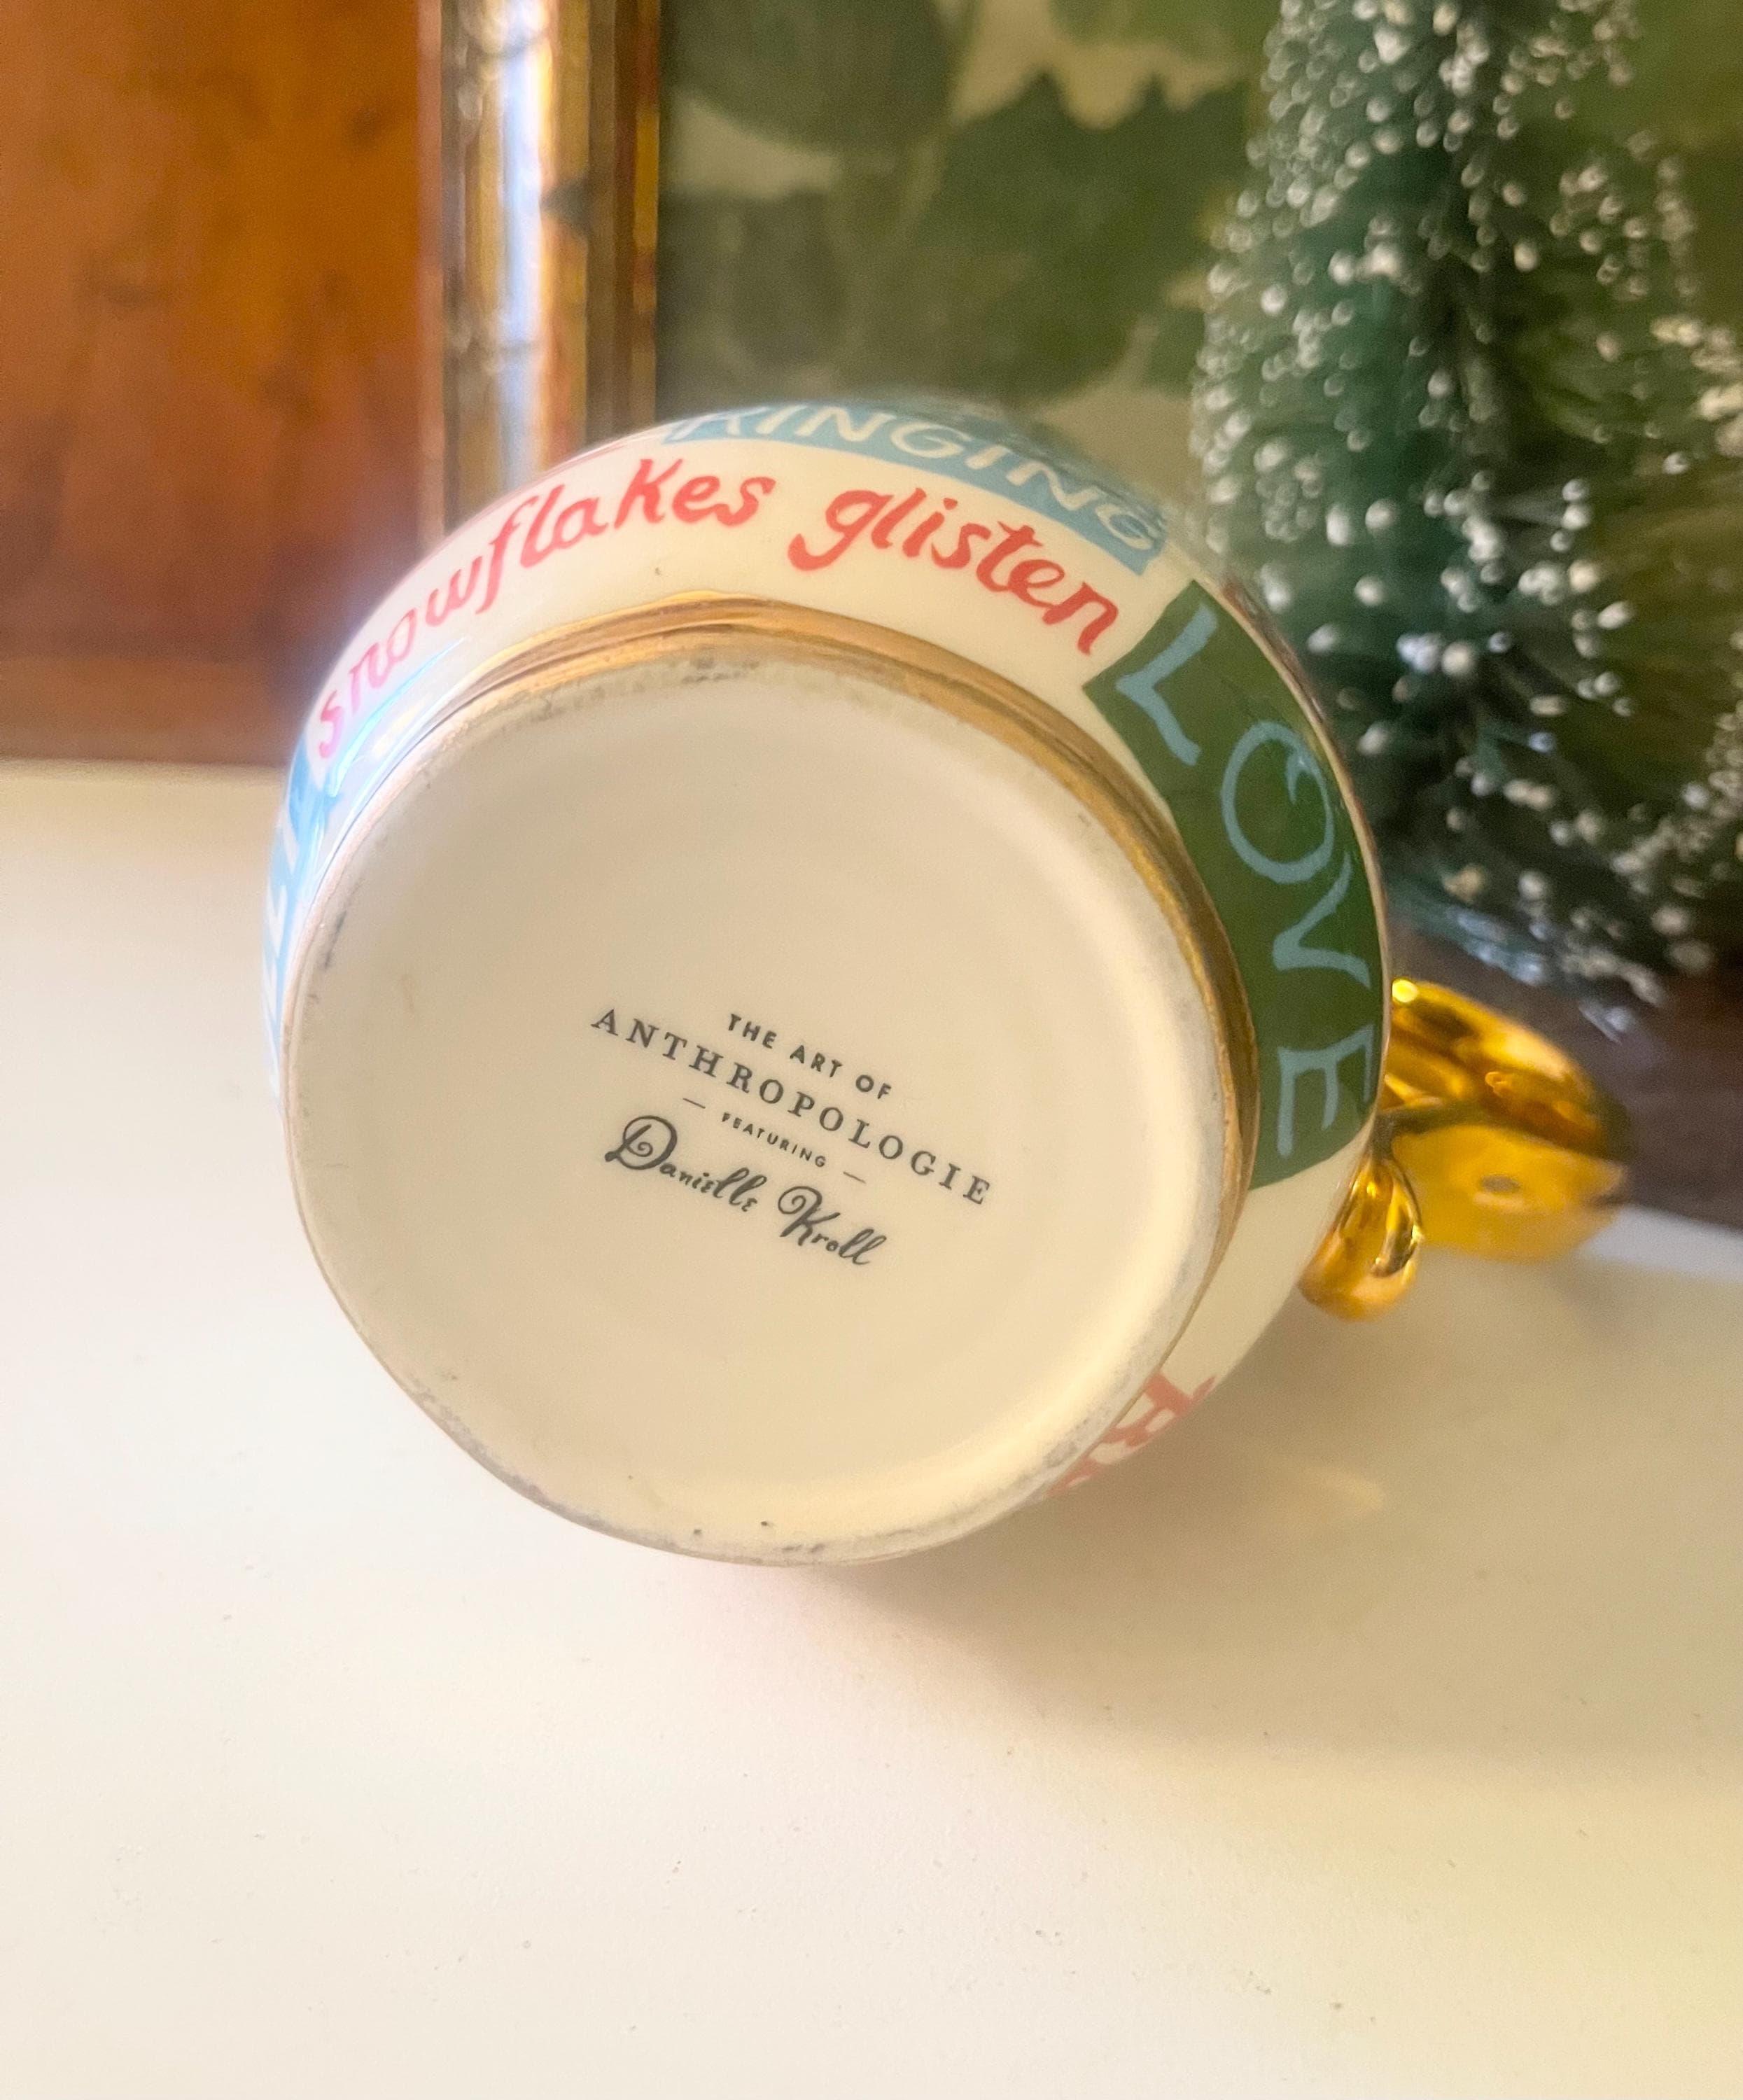 RINGING
snowflakes glisten
LOVE
THE ART OF
ANTHROPOLOGIE
— FEATURING —
Danielle Kroll